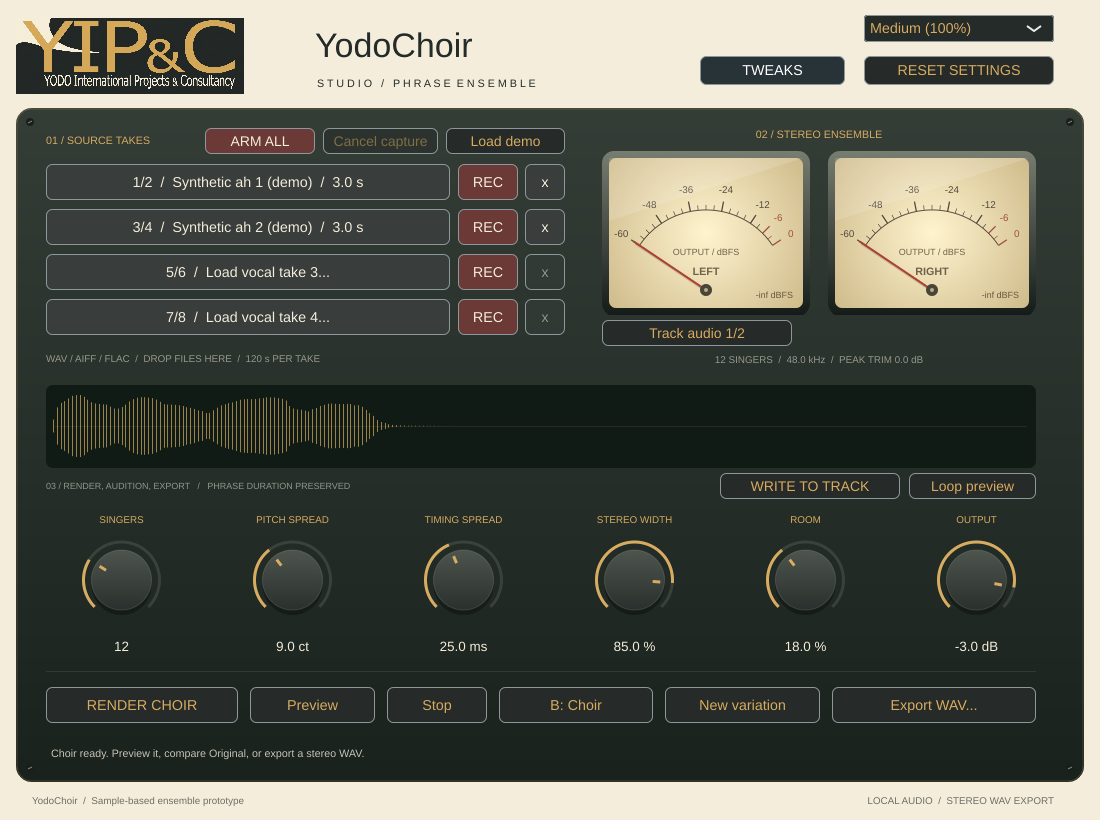 YIP&C
YODO International Projects & Consultancy
YodoChoir
STUDIO / PHRASE ENSEMBLE
Medium (100%)
TWEAKS
RESET SETTINGS
01 / SOURCE TAKES
ARM ALL
Cancel capture
Load demo
1/2 / Synthetic ah 1 (demo) / 3.0 s
REC
x
3/4 / Synthetic ah 2 (demo) / 3.0 s
REC
x
5/6 / Load vocal take 3...
REC
x
7/8 / Load vocal take 4...
REC
x
WAV / AIFF / FLAC / DROP FILES HERE / 120 s PER TAKE
02 / STEREO ENSEMBLE
-60 -48 -36 -24 -12 -6 0
OUTPUT / dBFS
LEFT
-inf dBFS
-60 -48 -36 -24 -12 -6 0
OUTPUT / dBFS
RIGHT
-inf dBFS
Track audio 1/2
12 SINGERS / 48.0 kHz / PEAK TRIM 0.0 dB
03 / RENDER, AUDITION, EXPORT / PHRASE DURATION PRESERVED
WRITE TO TRACK
Loop preview
SINGERS
PITCH SPREAD
TIMING SPREAD
STEREO WIDTH
ROOM
OUTPUT
12
9.0 ct
25.0 ms
85.0 %
18.0 %
-3.0 dB
RENDER CHOIR
Preview
Stop
B: Choir
New variation
Export WAV...
Choir ready. Preview it, compare Original, or export a stereo WAV.
YodoChoir / Sample-based ensemble prototype
LOCAL AUDIO / STEREO WAV EXPORT